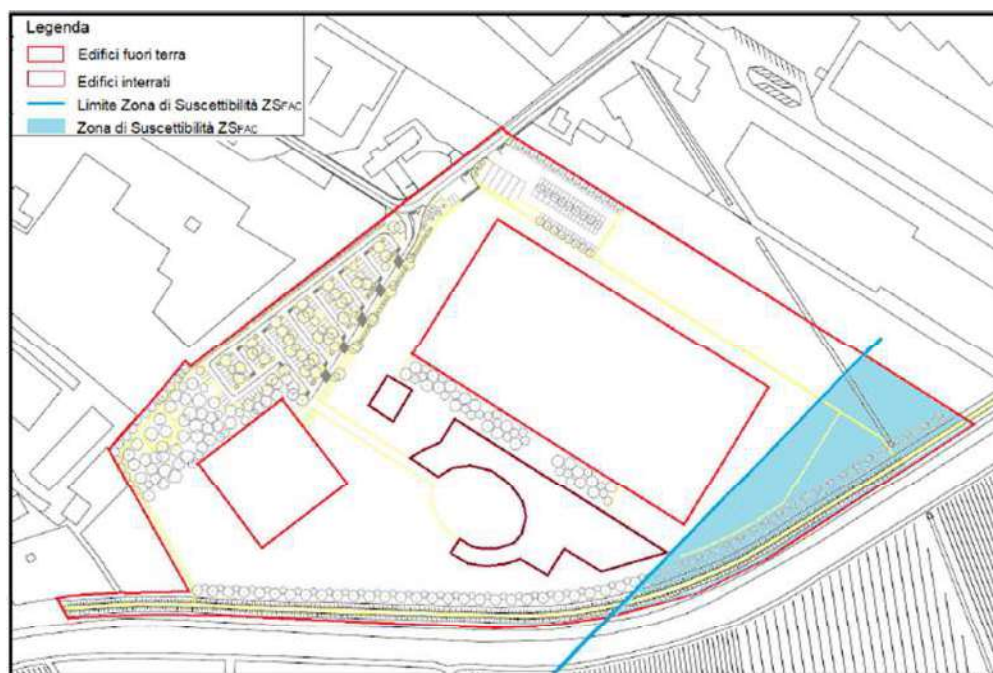 Legenda
Edifici fuori terra
Edifici interrati
Limite Zona di Suscettibilità ZSFAC
Zona di Suscettibilità ZSFAC